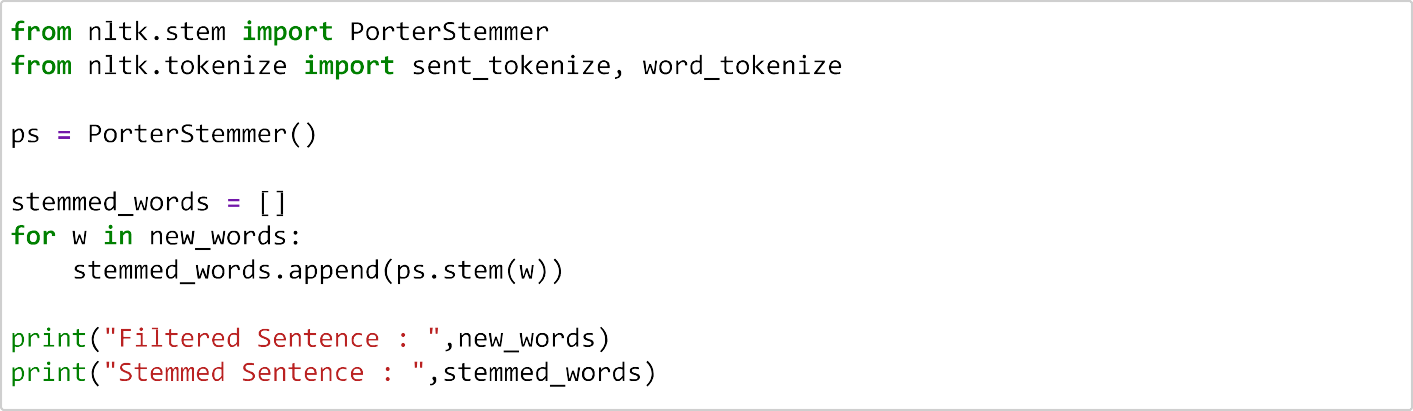 from nltk.stem import PorterStemmer
from nltk.tokenize import sent_tokenize, word_tokenize

ps = PorterStemmer()

stemmed_words = []
for w in new_words:
    stemmed_words.append(ps.stem(w))

print("Filtered Sentence : ",new_words)
print("Stemmed Sentence : ",stemmed_words)